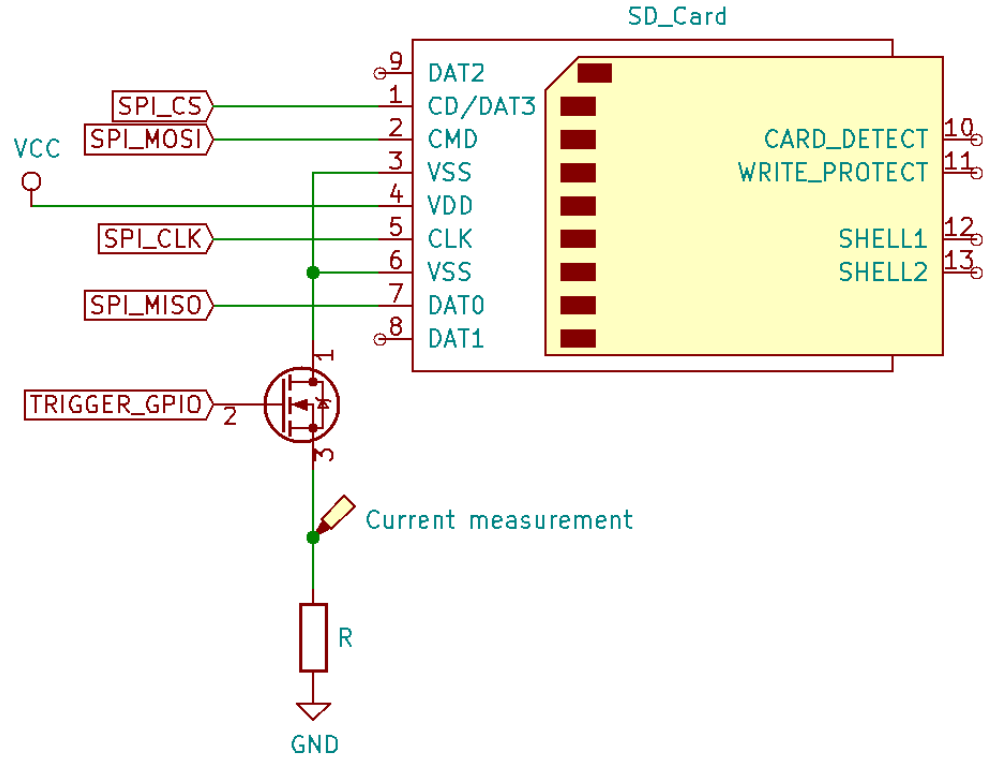 SD_Card
9 DAT2
SPI_CS 1 CD/DAT3
SPI_MOSI 2 CMD CARD_DETECT 10
VCC 3 VSS WRITE_PROTECT 11
4 VDD
SPI_CLK 5 CLK SHELL1 12
6 VSS SHELL2 13
SPI_MISO 7 DAT0
8 DAT1
1
TRIGGER_GPIO 2
3
Current measurement
R
GND